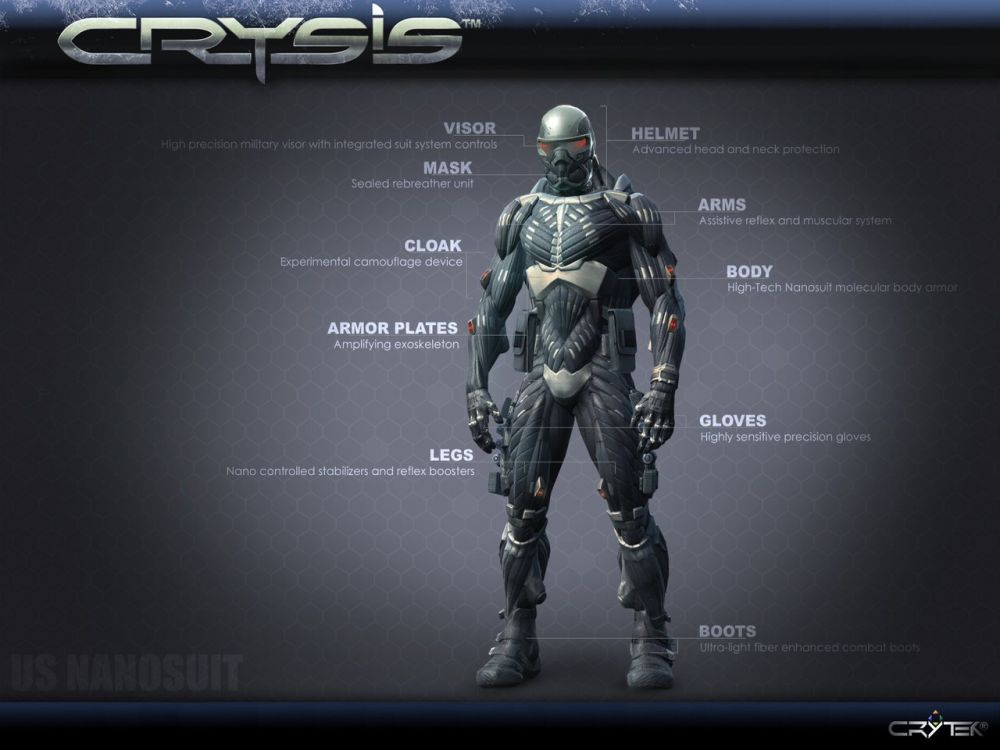 CRYSIS™
VISOR
High precision military visor with integrated suit system controls
HELMET
Advanced head and neck protection
MASK
Sealed rebreather unit
ARMS
Assistive reflex and muscular system
CLOAK
Experimental camouflage device
BODY
High-Tech Nanosuit molecular body armor
ARMOR PLATES
Amplifying exoskeleton
GLOVES
Highly sensitive precision gloves
LEGS
Nano controlled stabilizers and reflex boosters
BOOTS
Ultra-light fiber enhanced combat boots
US NANOSUIT
CRYTEK®